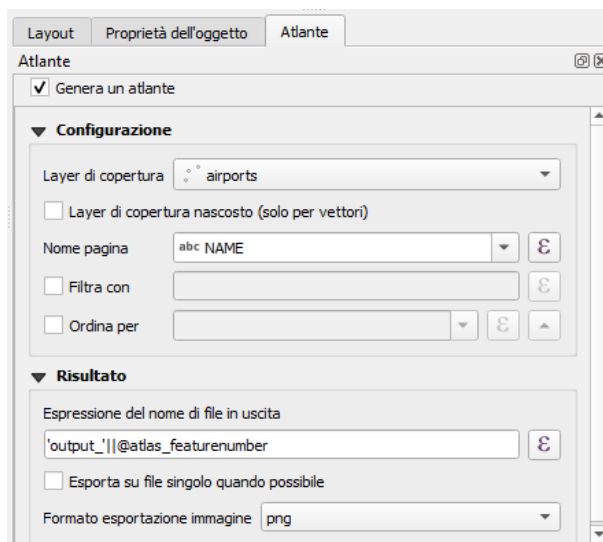 Layout Proprietà dell'oggetto Atlante
Atlante
Genera un atlante
Configurazione
Layer di copertura airports
Layer di copertura nascosto (solo per vettori)
Nome pagina abc NAME ε
Filtra con ε
Ordina per ε
Risultato
Espressione del nome di file in uscita
'output_'||@atlas_featurenumber ε
Esporta su file singolo quando possibile
Formato esportazione immagine png